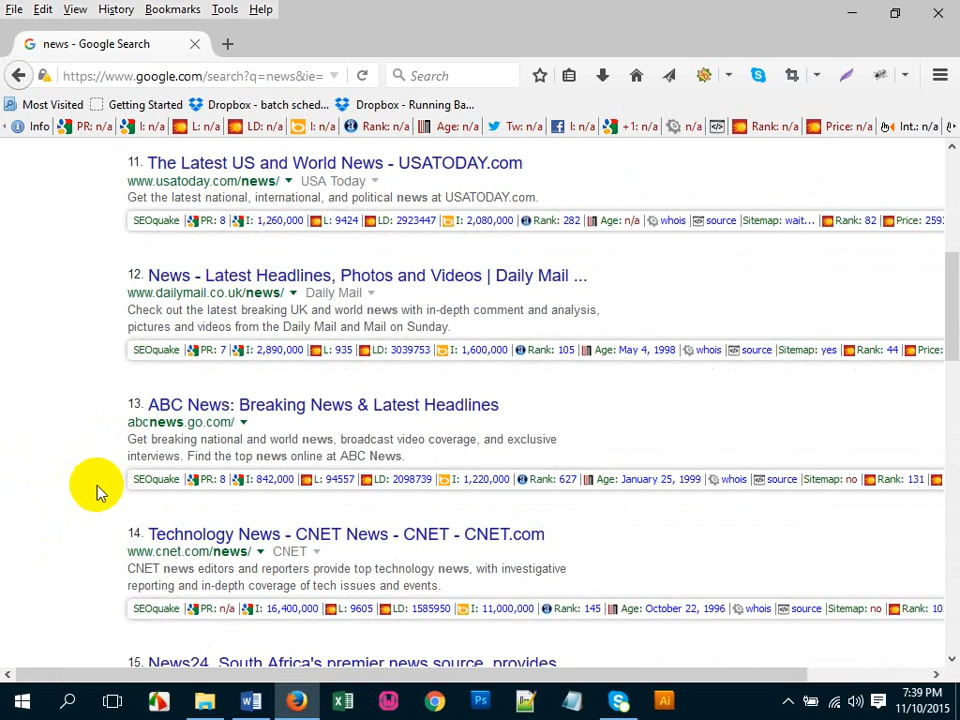 File Edit View History Bookmarks Tools Help
news - Google Search
https://www.google.com/search?q=news&ie=
Search
Most Visited Getting Started Dropbox - batch sched... Dropbox - Running Ba...
Info PR: n/a I: n/a L: n/a LD: n/a I: n/a Rank: n/a Age: n/a Tw: n/a I: n/a +1: n/a n/a Rank: n/a Price: n/a Int.: n/a
11. The Latest US and World News - USATODAY.com
www.usatoday.com/news/ USA Today
Get the latest national, international, and political news at USATODAY.com.
SEOquake PR: 8 I: 1,260,000 L: 9424 LD: 2923447 I: 2,080,000 Rank: 282 Age: n/a whois source Sitemap: wait... Rank: 82 Price: 259
12. News - Latest Headlines, Photos and Videos | Daily Mail ...
www.dailymail.co.uk/news/ Daily Mail
Check out the latest breaking UK and world news with in-depth comment and analysis,
pictures and videos from the Daily Mail and Mail on Sunday.
SEOquake PR: 7 I: 2,890,000 L: 935 LD: 3039753 I: 1,600,000 Rank: 105 Age: May 4, 1998 whois source Sitemap: yes Rank: 44 Price:
13. ABC News: Breaking News & Latest Headlines
abcnews.go.com/
Get breaking national and world news, broadcast video coverage, and exclusive
interviews. Find the top news online at ABC News.
SEOquake PR: 8 I: 842,000 L: 94557 LD: 2098739 I: 1,220,000 Rank: 627 Age: January 25, 1999 whois source Sitemap: no Rank: 131
14. Technology News - CNET News - CNET - CNET.com
www.cnet.com/news/ CNET
CNET news editors and reporters provide top technology news, with investigative
reporting and in-depth coverage of tech issues and events.
SEOquake PR: n/a I: 16,400,000 L: 9605 LD: 1585950 I: 11,000,000 Rank: 145 Age: October 22, 1996 whois source Sitemap: no Rank: 10
15. News24, South Africa's premier news source, provides
7:39 PM
11/10/2015